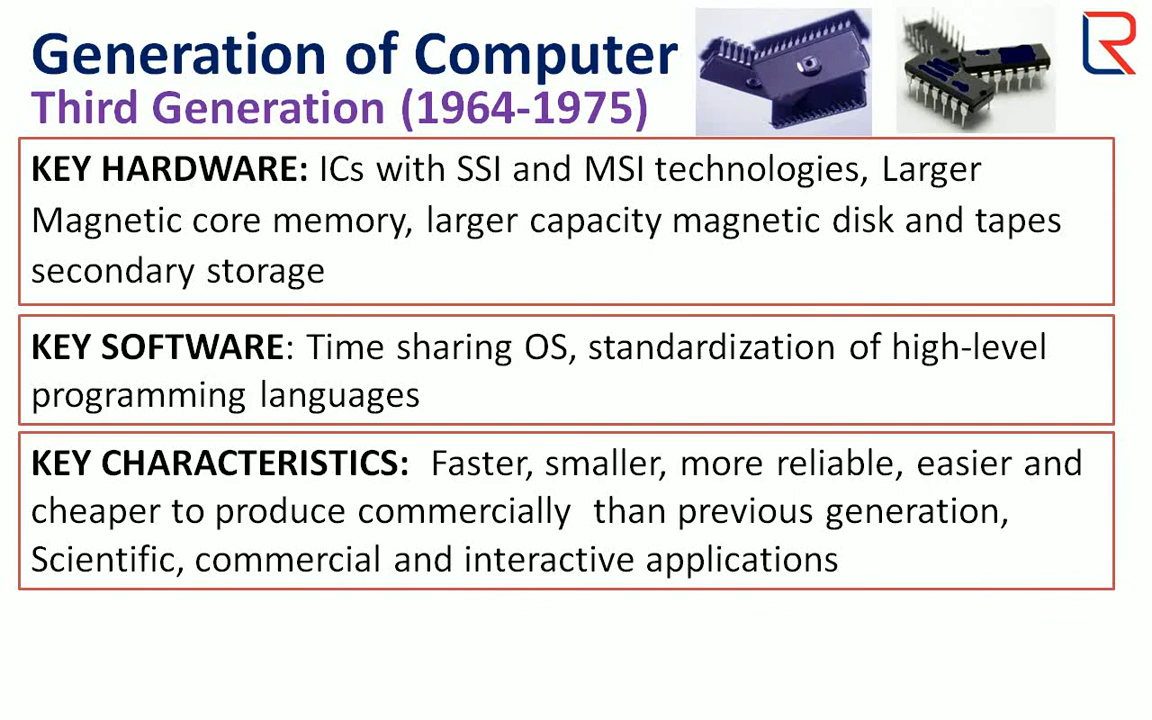 Generation of Computer
Third Generation (1964-1975)
KEY HARDWARE: ICs with SSI and MSI technologies, Larger
Magnetic core memory, larger capacity magnetic disk and tapes
secondary storage
KEY SOFTWARE: Time sharing OS, standardization of high-level
programming languages
KEY CHARACTERISTICS: Faster, smaller, more reliable, easier and
cheaper to produce commercially than previous generation,
Scientific, commercial and interactive applications